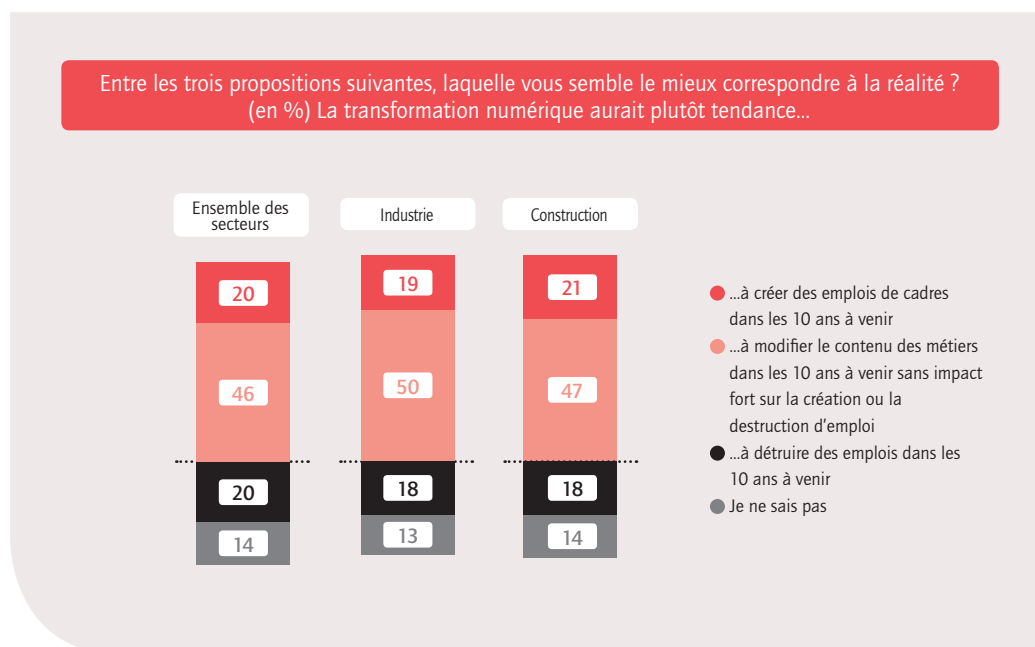 Entre les trois propositions suivantes, laquelle vous semble le mieux correspondre à la réalité ?
(en %) La transformation numérique aurait plutôt tendance...
Ensemble des
secteurs
Industrie
Construction
20
46
20
14
19
50
18
13
21
47
18
14
...à créer des emplois de cadres
dans les 10 ans à venir
...à modifier le contenu des métiers
dans les 10 ans à venir sans impact
fort sur la création ou la
destruction d'emploi
...à détruire des emplois dans les
10 ans à venir
Je ne sais pas